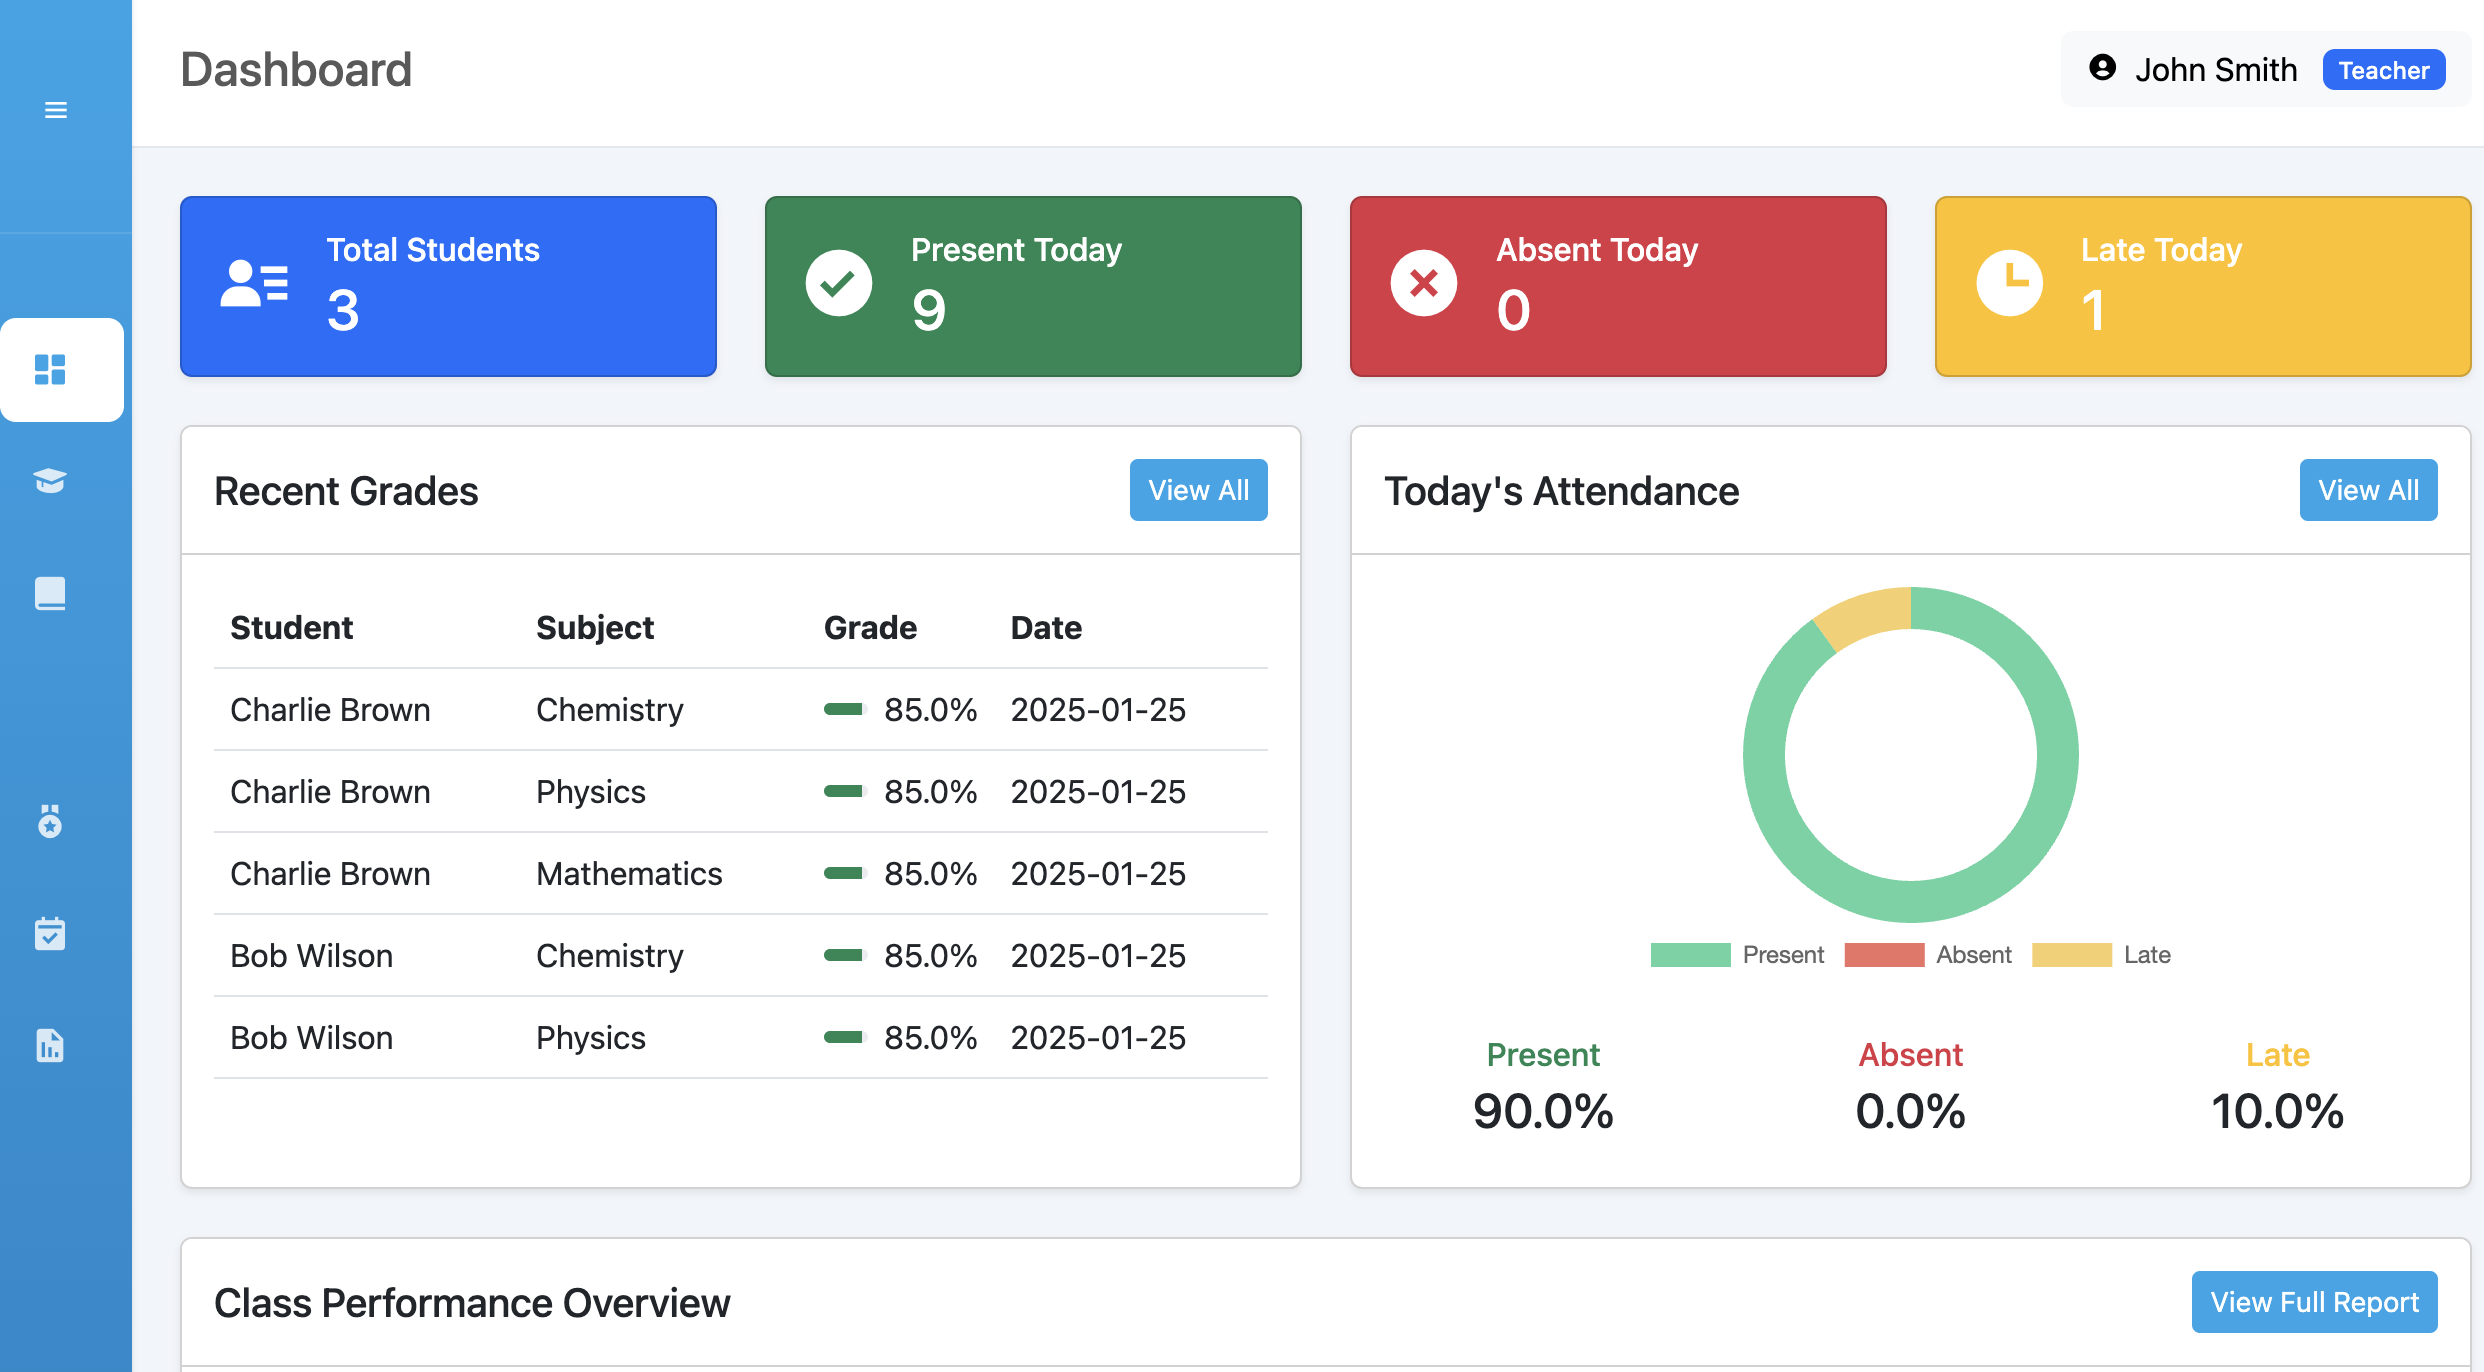 Dashboard
John Smith Teacher
Total Students
3
Present Today
9
Absent Today
0
Late Today
1
Recent Grades
View All
Student Subject Grade Date
Charlie Brown Chemistry 85.0% 2025-01-25
Charlie Brown Physics 85.0% 2025-01-25
Charlie Brown Mathematics 85.0% 2025-01-25
Bob Wilson Chemistry 85.0% 2025-01-25
Bob Wilson Physics 85.0% 2025-01-25
Today's Attendance
View All
Present Absent Late
Present
90.0%
Absent
0.0%
Late
10.0%
Class Performance Overview
View Full Report